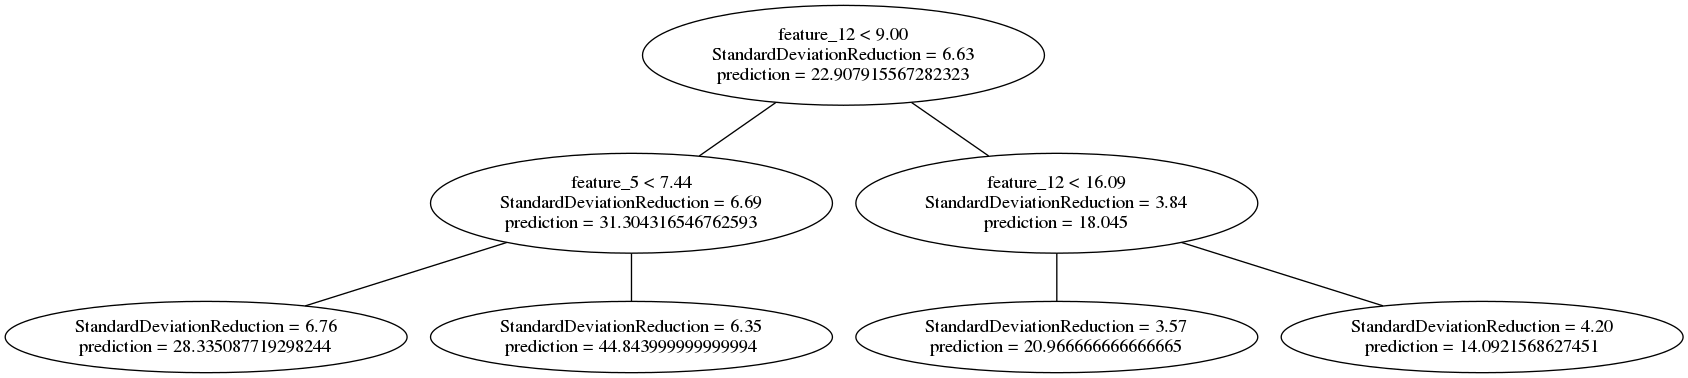 feature_12 < 9.00
StandardDeviationReduction = 6.63
prediction = 22.907915567282323
feature_5 < 7.44
StandardDeviationReduction = 6.69
prediction = 31.304316546762593
feature_12 < 16.09
StandardDeviationReduction = 3.84
prediction = 18.045
StandardDeviationReduction = 6.76
prediction = 28.335087719298244
StandardDeviationReduction = 6.35
prediction = 44.843999999999994
StandardDeviationReduction = 3.57
prediction = 20.966666666666665
StandardDeviationReduction = 4.20
prediction = 14.0921568627451